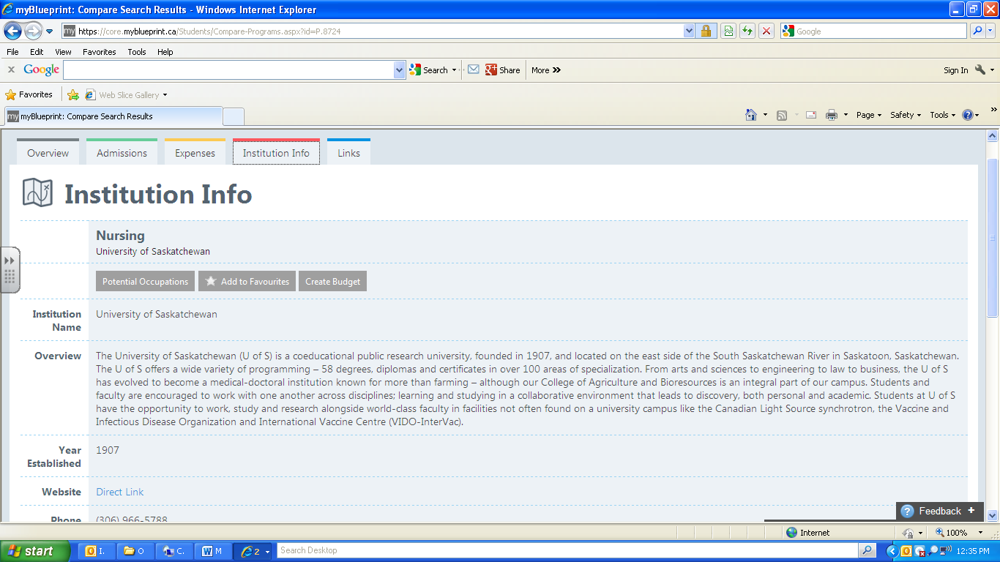 myBlueprint: Compare Search Results - Windows Internet Explorer
https://core.myblueprint.ca/Students/Compare-Programs.aspx?id=P.8724
Google
File Edit View Favorites Tools Help
x Google Search Share More >> Sign In
Favorites Web Slice Gallery
my myBlueprint: Compare Search Results Page Safety Tools
Overview Admissions Expenses Institution Info Links
Institution Info
Nursing
University of Saskatchewan
Potential Occupations Add to Favourites Create Budget
Institution Name University of Saskatchewan
Overview The University of Saskatchewan (U of S) is a coeducational public research university, founded in 1907, and located on the east side of the South Saskatchewan River in Saskatoon, Saskatchewan.
The U of S offers a wide variety of programming – 58 degrees, diplomas and certificates in over 100 areas of specialization. From arts and sciences to engineering to law to business, the U of S
has evolved to become a medical-doctoral institution known for more than farming – although our College of Agriculture and Bioresources is an integral part of our campus. Students and
faculty are encouraged to work with one another across disciplines; learning and studying in a collaborative environment that leads to discovery, both personal and academic. Students at U of S
have the opportunity to work, study and research alongside world-class faculty in facilities not often found on a university campus like the Canadian Light Source synchrotron, the Vaccine and
Infectious Disease Organization and International Vaccine Centre (VIDO-InterVac).
Year Established 1907
Website Direct Link
Phone (306) 966-5788
Feedback +
Internet 100%
start I. O C. M 2 Search Desktop 12:35 PM